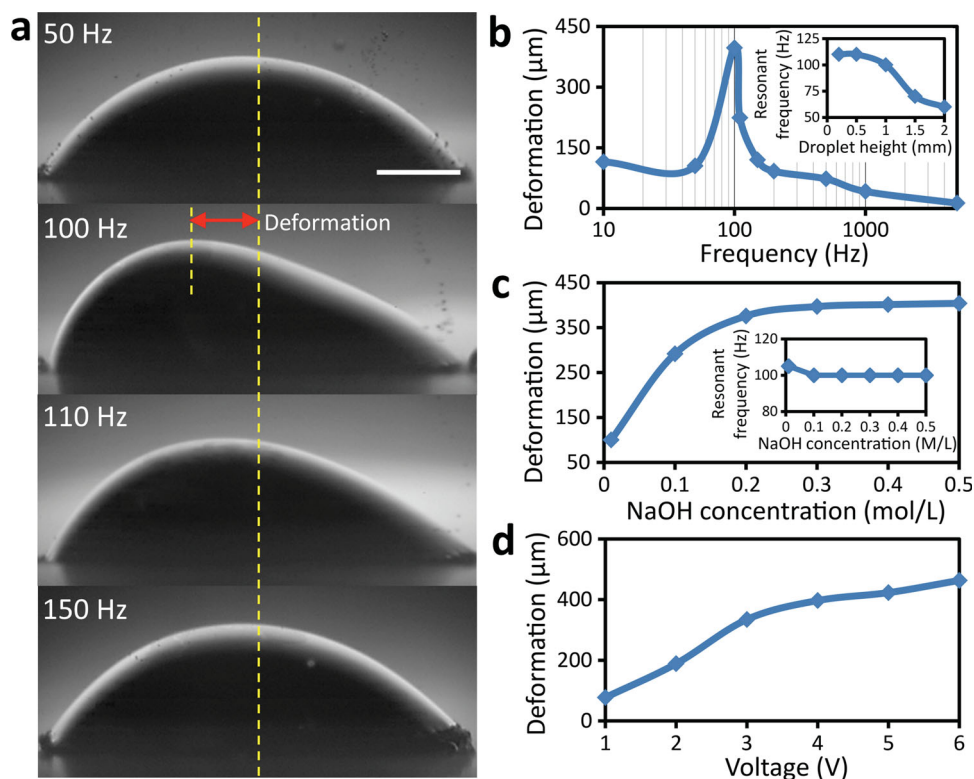 a
50 Hz
100 Hz
Deformation
110 Hz
150 Hz
b
Deformation (µm)
450
300
150
0
10
100
1000
Frequency (Hz)
Resonant
frequency (Hz)
125
100
75
50
0
0.5
1
1.5
2
Droplet height (mm)
c
Deformation (µm)
450
350
250
150
50
0
0.1
0.2
0.3
0.4
0.5
NaOH concentration (mol/L)
Resonant
frequency (Hz)
120
100
80
0
0.1
0.2
0.3
0.4
0.5
NaOH concentration (M/L)
d
Deformation (µm)
600
400
200
0
1
2
3
4
5
6
Voltage (V)